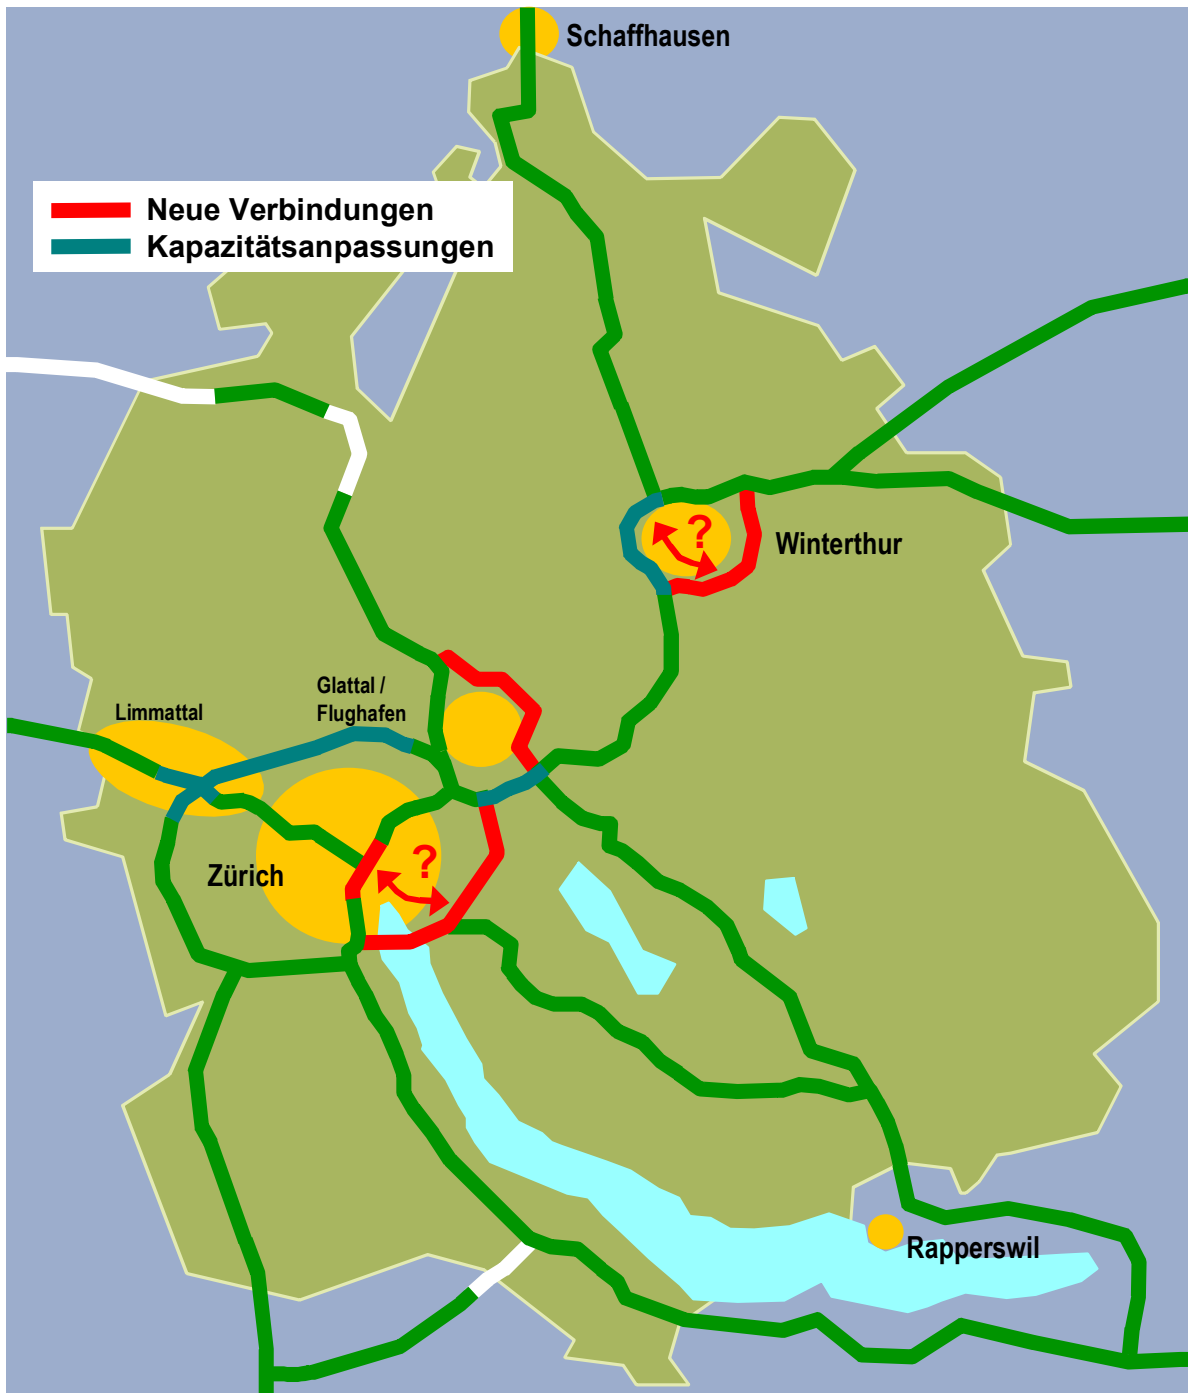 Schaffhausen
Neue Verbindungen
Kapazitätsanpassungen
?
Winterthur
Glattal /
Flughafen
Limmattal
?
Zürich
Rapperswil